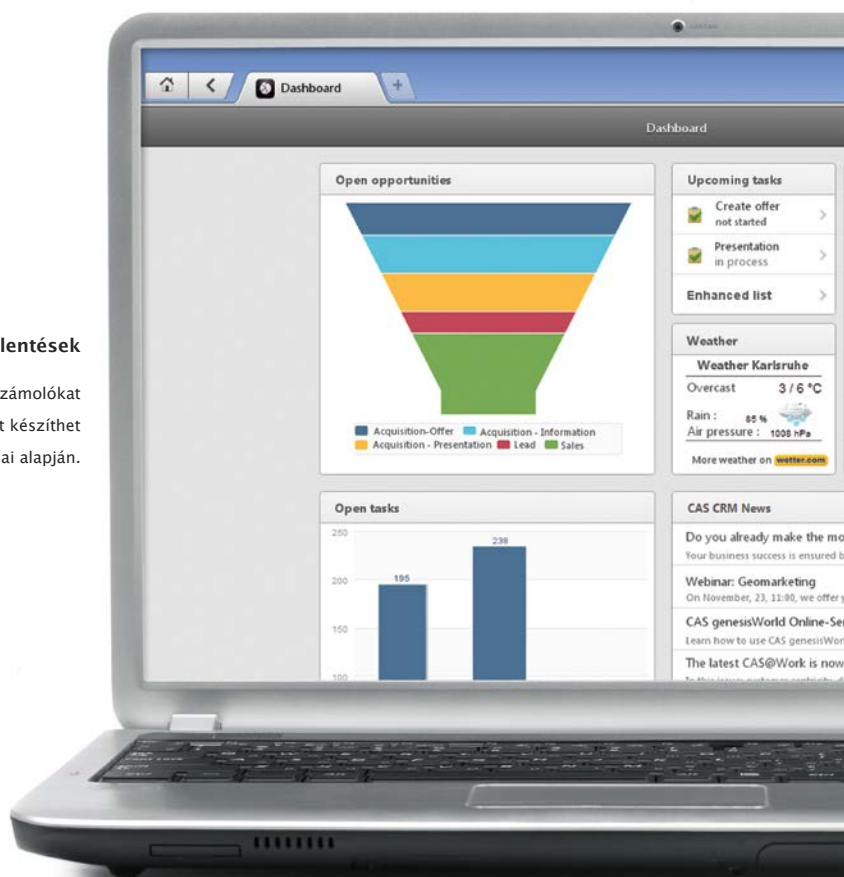 Dashboard
Dashboard
lentések
zámolókat
t készíthet
ai alapján.
Open opportunities
Acquisition-Offer Acquisition - Information
Acquisition - Presentation Lead Sales
Upcoming tasks
Create offer
not started
Presentation
in process
Enhanced list
Weather
Weather Karlsruhe
Overcast 3 / 6 °C
Rain : 85 %
Air pressure : 1008 hPa
More weather on wetter.com
Open tasks
250
238
200
195
150
100
CAS CRM News
Do you already make the mo
Your business success is ensured b
Webinar: Geomarketing
On November, 23, 11:00, we offer y
CAS genesisWorld Online-Ser
Learn how to use CAS genesisWorl
The latest CAS@Work is now